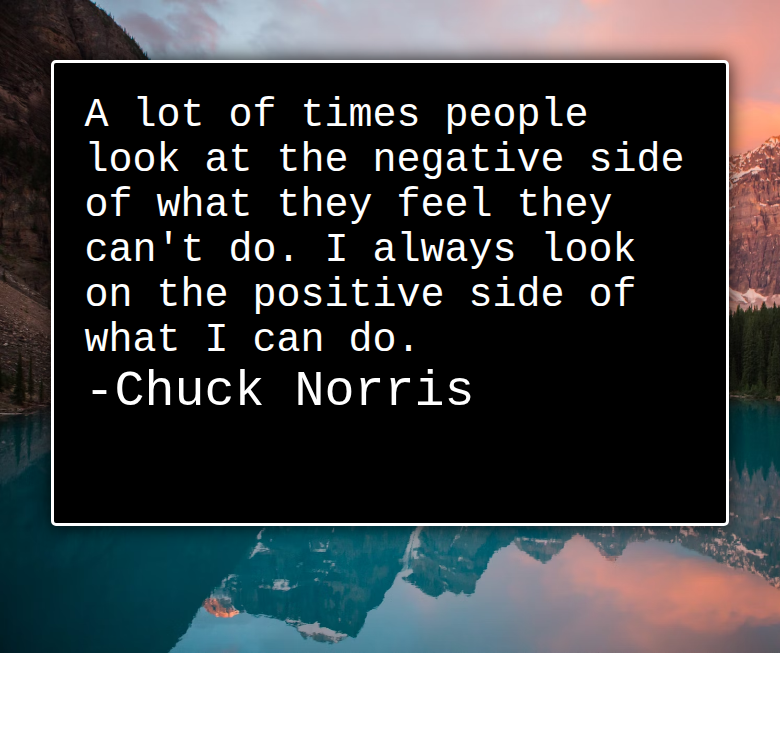 A lot of times people
look at the negative side
of what they feel they
can't do. I always look
on the positive side of
what I can do.
-Chuck Norris